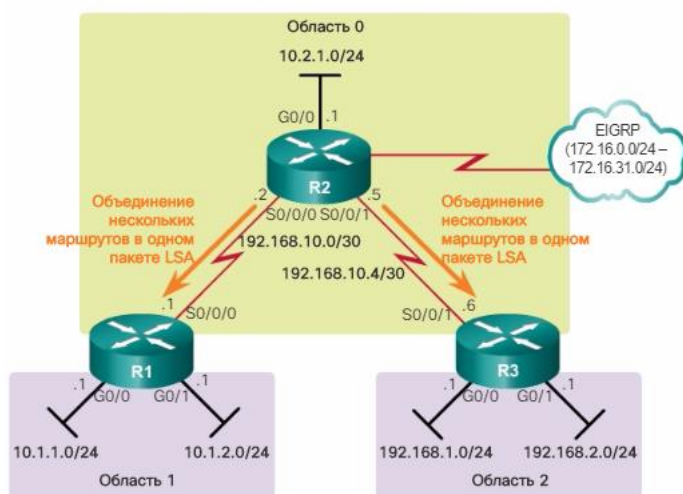 Область 0
10.2.1.0/24
G0/0
.1
EIGRP
(172.16.0.0/24 –
172.16.31.0/24)
R2
.2
.5
S0/0/0 S0/0/1
Объединение
нескольких
маршрутов в одном
пакете LSA
Объединение
нескольких
маршрутов в одном
пакете LSA
192.168.10.0/30
192.168.10.4/30
.1
S0/0/0
.6
S0/0/1
R1
R3
.1
G0/0
G0/1
.1
.1
G0/0
G0/1
.1
10.1.1.0/24
10.1.2.0/24
192.168.1.0/24
192.168.2.0/24
Область 1
Область 2